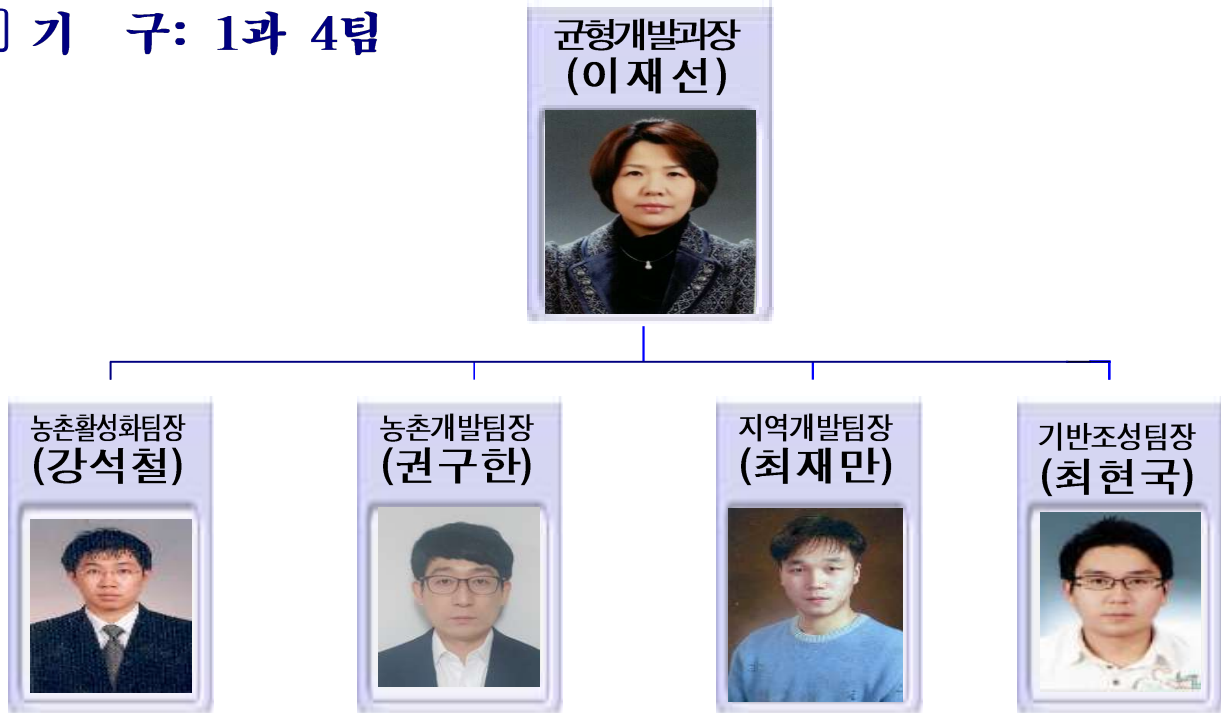 기 구: 1과 4팀
균형개발과장
(이재선)
농촌활성화팀장
(강석철)
농촌개발팀장
(권구한)
지역개발팀장
(최재만)
기반조성팀장
(최현국)